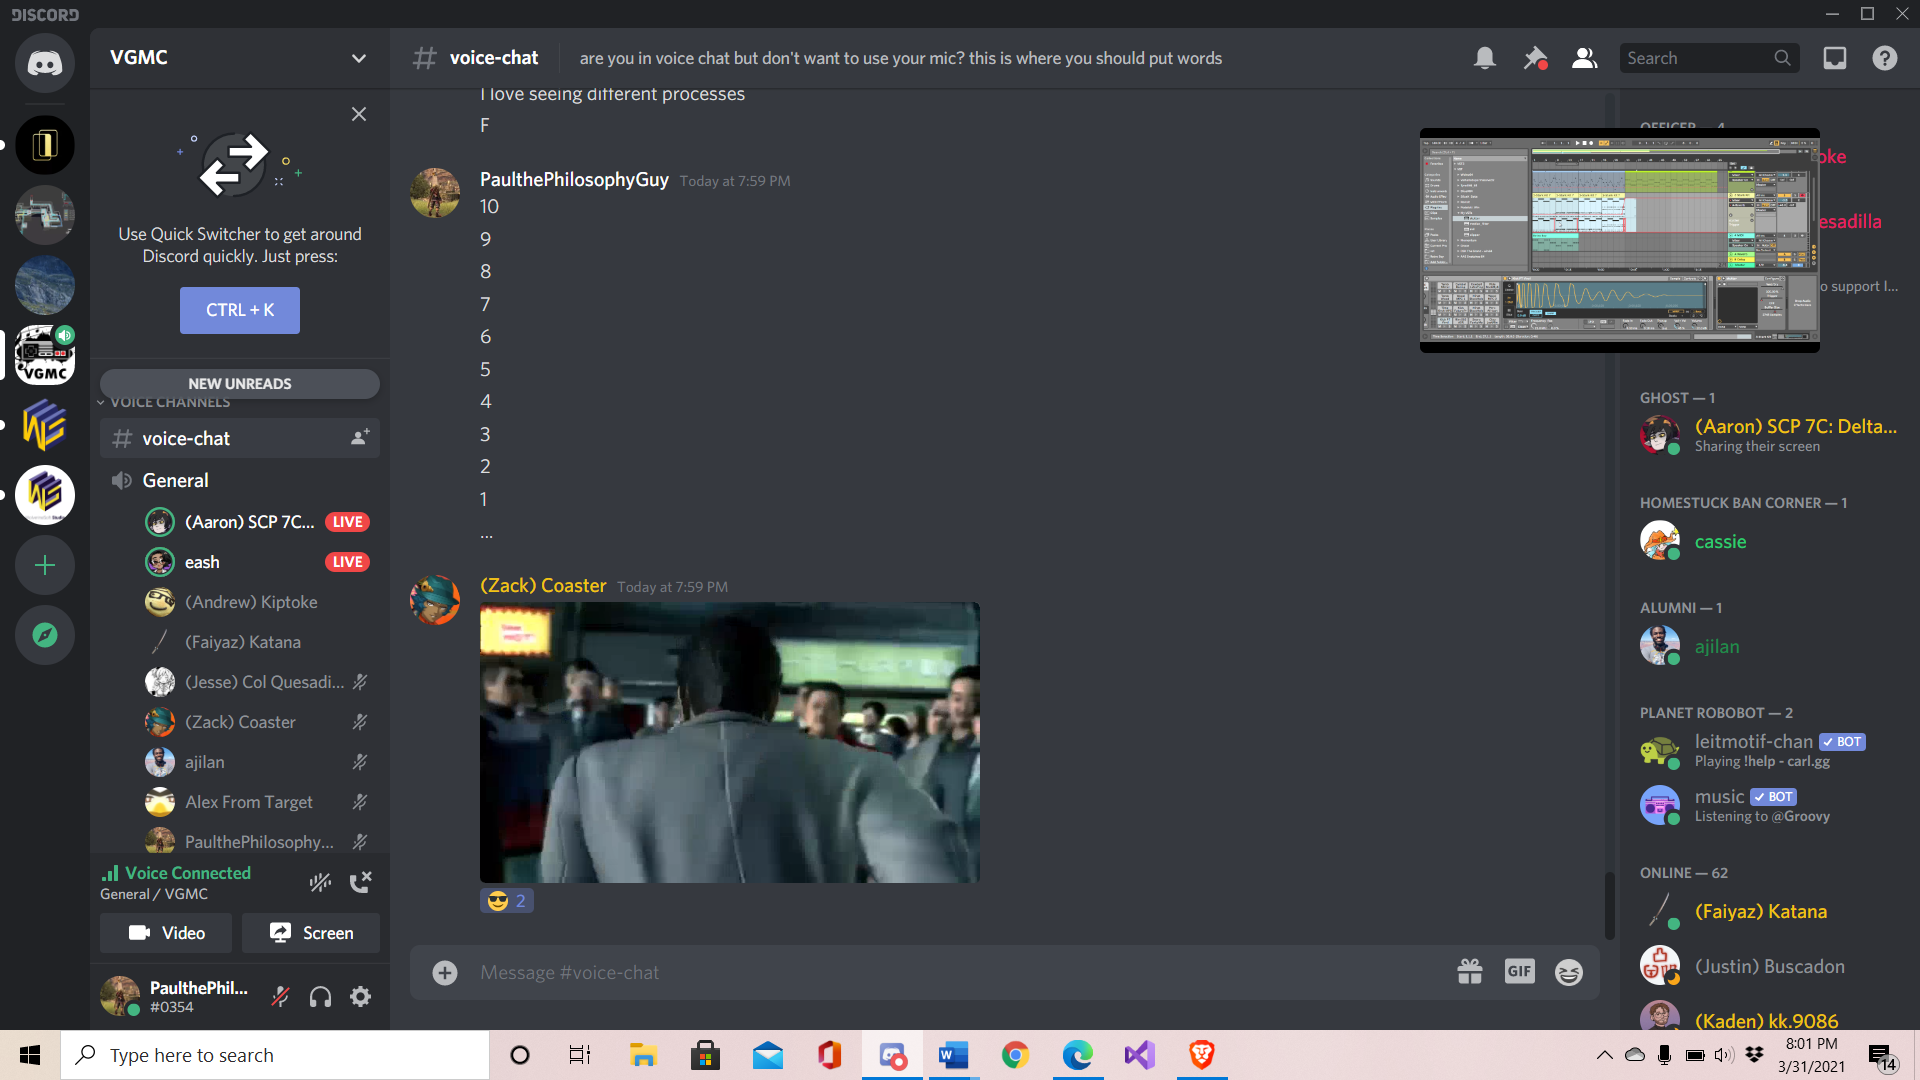 DISCORD
VGMC
voice-chat
are you in voice chat but don't want to use your mic? this is where you should put words
Search
Use Quick Switcher to get around
Discord quickly. Just press:
CTRL + K
NEW UNREADS
VOICE CHANNELS
voice-chat
General
(Aaron) SCP 7C... LIVE
eash LIVE
(Andrew) Kiptoke
(Faiyaz) Katana
(Jesse) Col Quesadi...
(Zack) Coaster
ajilan
Alex From Target
PaulthePhilosophy...
Voice Connected
General / VGMC
Video
Screen
PaulthePhil...
#0354
VGMC
I love seeing different processes
F
PaulthePhilosophyGuy Today at 7:59 PM
10
9
8
7
6
5
4
3
2
1
...
(Zack) Coaster Today at 7:59 PM
2
Message #voice-chat
GIF
OFFICER — 4
oke
esadilla
o support I...
GHOST — 1
(Aaron) SCP 7C: Delta...
Sharing their screen
HOMESTUCK BAN CORNER — 1
cassie
ALUMNI — 1
ajilan
PLANET ROBOBOT — 2
leitmotif-chan BOT
Playing !help - carl.gg
music BOT
Listening to @Groovy
ONLINE — 62
(Faiyaz) Katana
(Justin) Buscadon
(Kaden) kk.9086
Type here to search
8:01 PM
3/31/2021
14